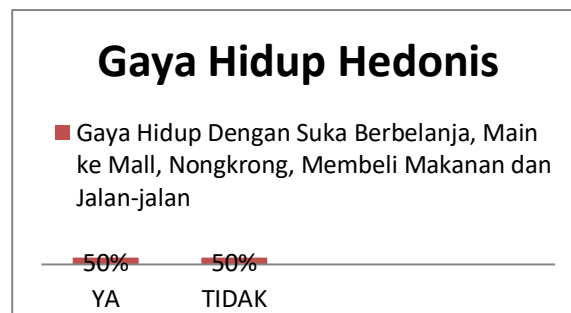 Gaya Hidup Hedonis
Gaya Hidup Dengan Suka Berbelanja, Main
ke Mall, Nongkrong, Membeli Makanan dan
Jalan-jalan
50% 50%
YA TIDAK